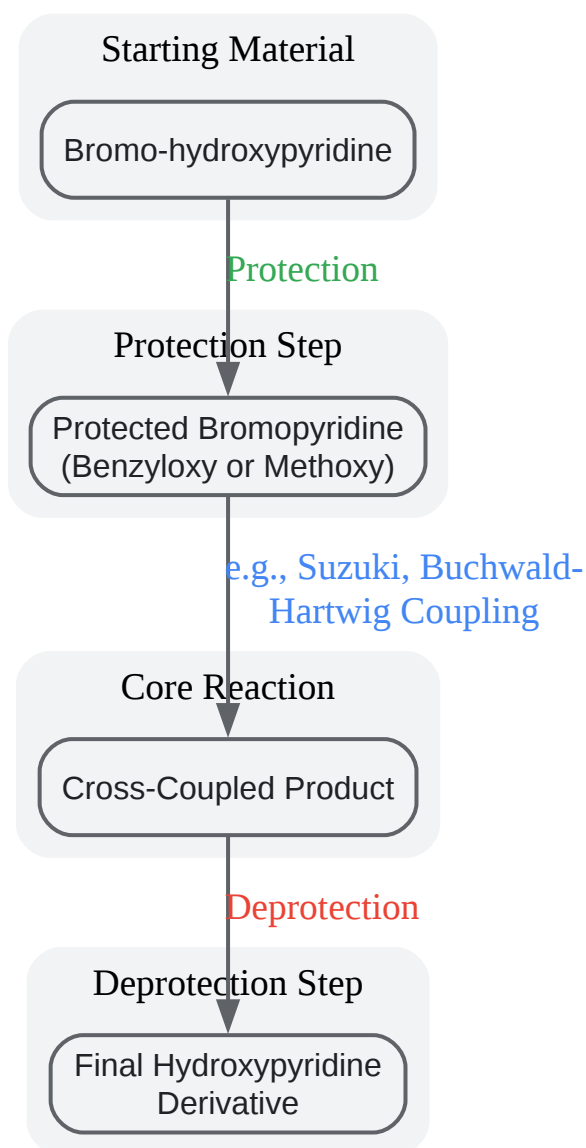 Starting Material
Bromo-hydroxypyridine
Protection
Protection Step
Protected Bromopyridine
(Benzyloxy or Methoxy)
e.g., Suzuki, Buchwald-
Hartwig Coupling
Core Reaction
Cross-Coupled Product
Deprotection
Deprotection Step
Final Hydroxypyridine
Derivative